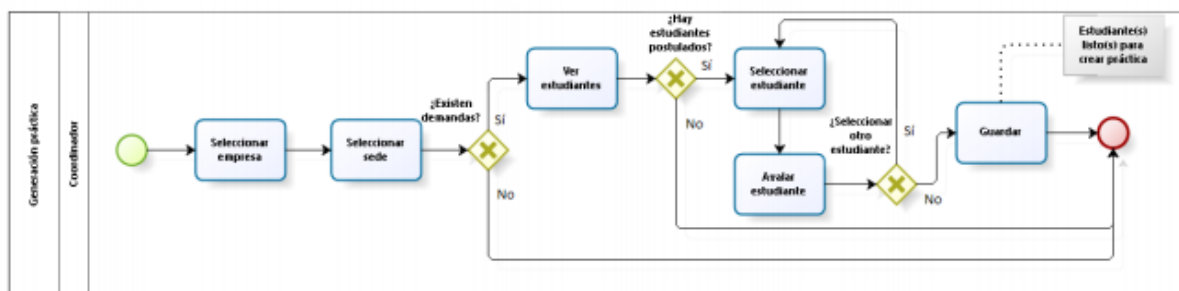 Generación práctica
Coordinador
Seleccionar
empresa
Seleccionar
sede
¿Existen
demandas?
Sí
No
Ver
estudiantes
¿Hay
estudiantes
postulados?
Sí
No
Seleccionar
estudiante
Avalar
estudiante
¿Seleccionar
otro
estudiante?
Sí
No
Guardar
Estudiante(s)
listo(s) para
crear práctica